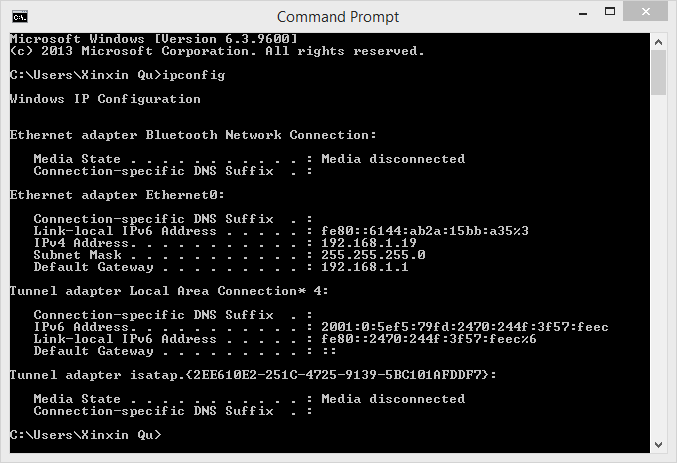 Command Prompt
Microsoft Windows [Version 6.3.9600]
(c) 2013 Microsoft Corporation. All rights reserved.
C:\Users\Xinxin Qu>ipconfig
Windows IP Configuration
Ethernet adapter Bluetooth Network Connection:
   Media State . . . . . . . . . . . : Media disconnected
   Connection-specific DNS Suffix  . :
Ethernet adapter Ethernet0:
   Connection-specific DNS Suffix  . :
   Link-local IPv6 Address . . . . . : fe80::6144:ab2a:15bb:a35%3
   IPv4 Address. . . . . . . . . . . : 192.168.1.19
   Subnet Mask . . . . . . . . . . . : 255.255.255.0
   Default Gateway . . . . . . . . . : 192.168.1.1
Tunnel adapter Local Area Connection* 4:
   Connection-specific DNS Suffix  . :
   IPv6 Address. . . . . . . . . . . : 2001:0:5ef5:79fd:2470:244f:3f57:feec
   Link-local IPv6 Address . . . . . : fe80::2470:244f:3f57:feec%6
   Default Gateway . . . . . . . . . : ::
Tunnel adapter isatap.{2EE610E2-251C-4725-9139-5BC101AFDDF7}:
   Media State . . . . . . . . . . . : Media disconnected
   Connection-specific DNS Suffix  . :
C:\Users\Xinxin Qu>